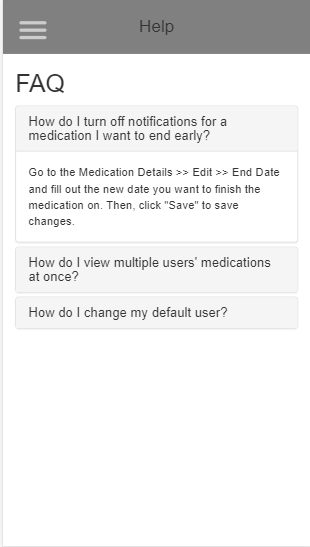 Help
FAQ
How do I turn off notifications for a
medication I want to end early?
Go to the Medication Details >> Edit >> End Date
and fill out the new date you want to finish the
medication on. Then, click "Save" to save
changes.
How do I view multiple users' medications
at once?
How do I change my default user?